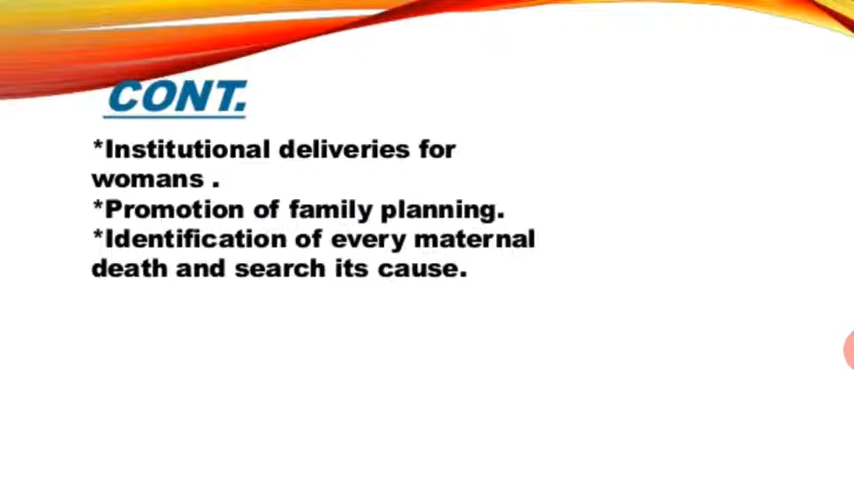 CONT.
*Institutional deliveries for
womans .
*Promotion of family planning.
*Identification of every maternal
death and search its cause.